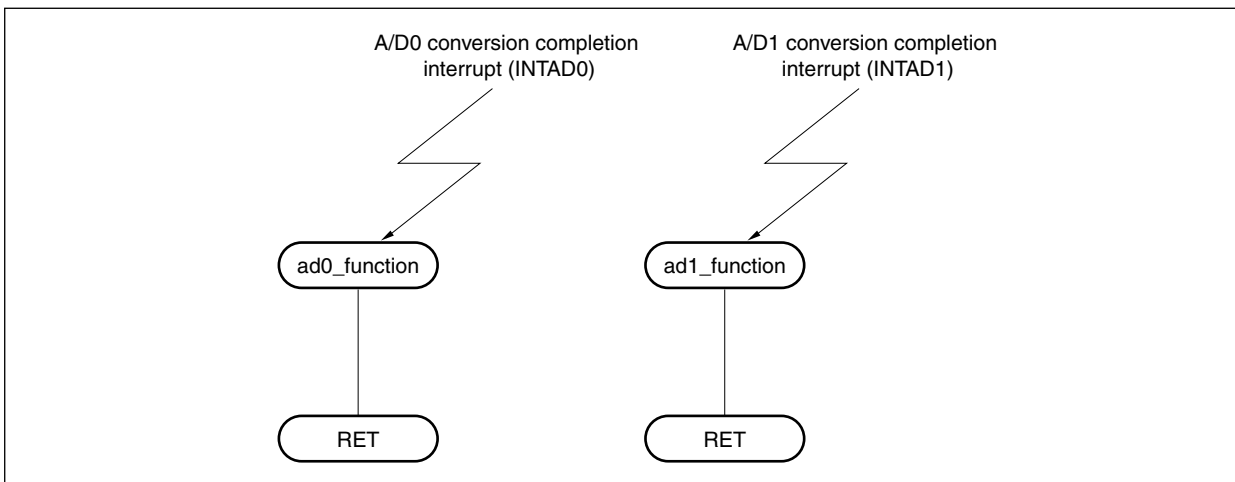 A/D0 conversion completion
interrupt (INTAD0)
A/D1 conversion completion
interrupt (INTAD1)
ad0_function
ad1_function
RET
RET